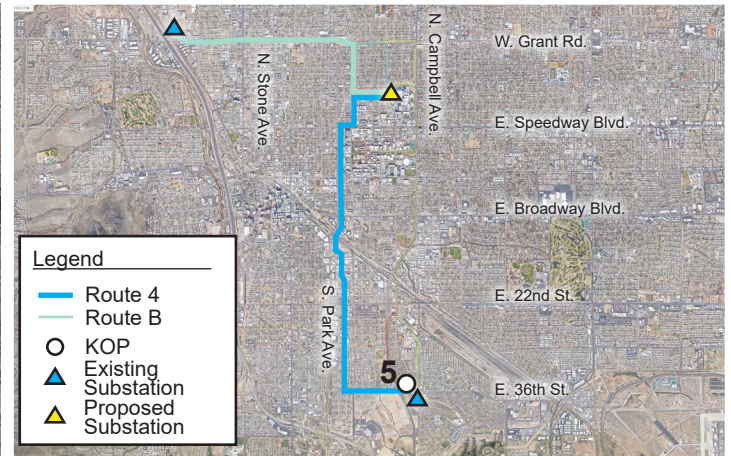 W. Grant Rd.
N. Stone Ave.
N. Campbell Ave.
E. Speedway Blvd.
E. Broadway Blvd.
Legend
Route 4
Route B
KOP
Existing
Substation
Proposed
Substation
S. Park Ave.
E. 22nd St.
5
E. 36th St.